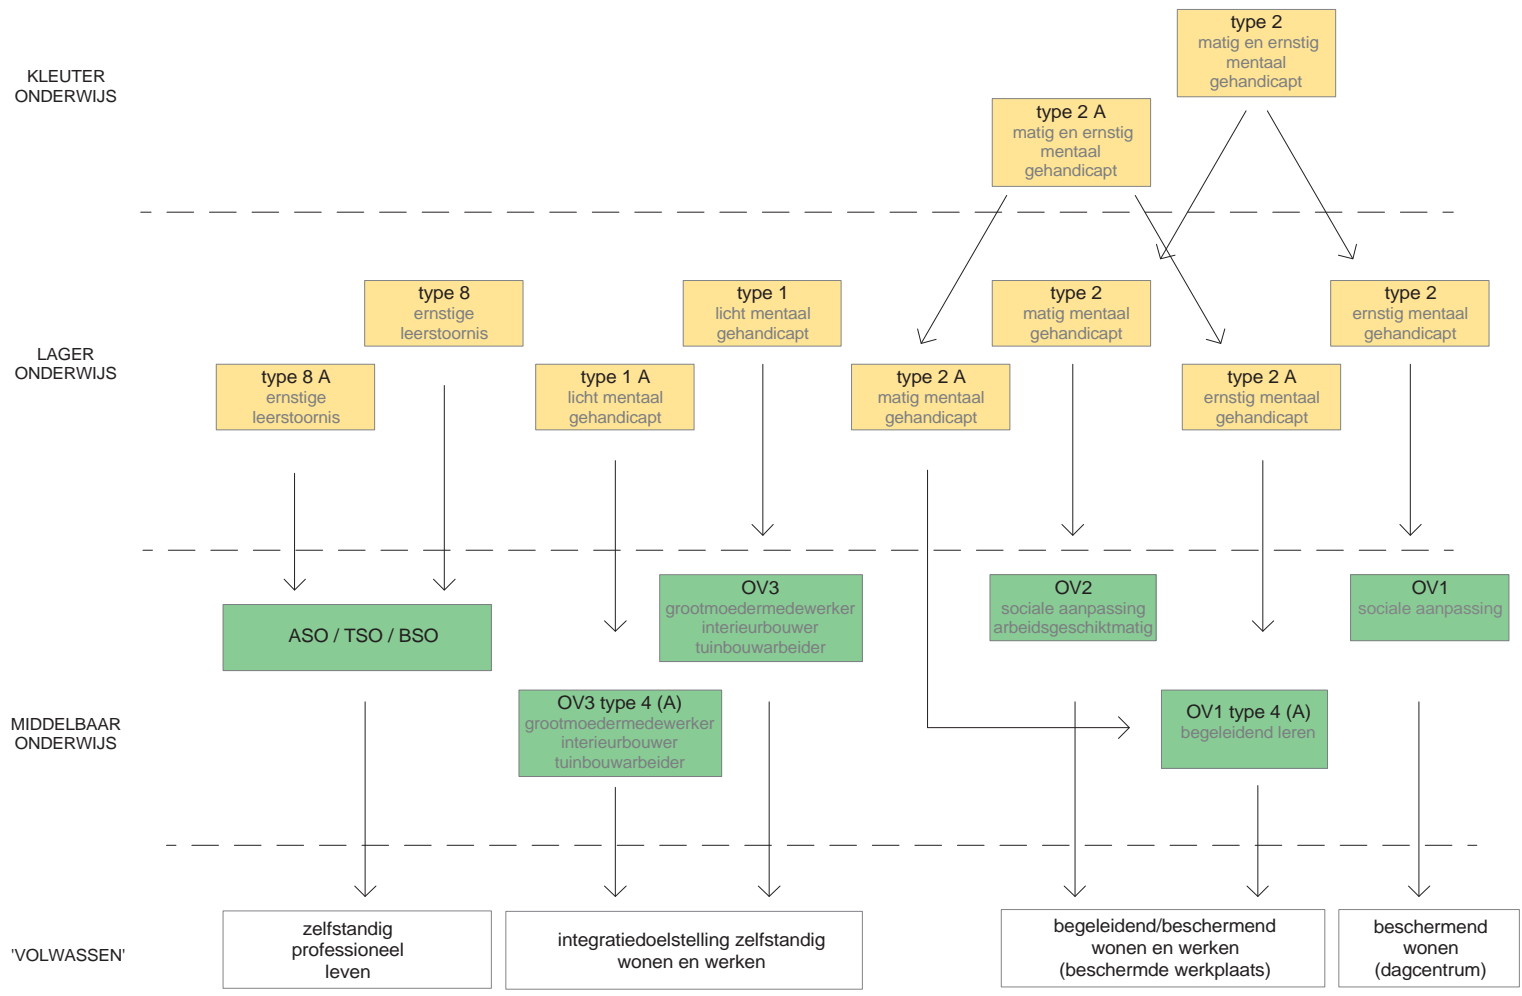 KLEUTER
ONDERWIJS
type 2
matig en ernstig
mentaal
gehandicapt
type 2 A
matig en ernstig
mentaal
gehandicapt
LAGER
ONDERWIJS
type 8
ernstige
leerstoornis
type 1
licht mentaal
gehandicapt
type 2
matig mentaal
gehandicapt
type 2
ernstig mentaal
gehandicapt
type 8 A
ernstige
leerstoornis
type 1 A
licht mentaal
gehandicapt
type 2 A
matig mentaal
gehandicapt
type 2 A
ernstig mentaal
gehandicapt
MIDDELBAAR
ONDERWIJS
ASO / TSO / BSO
OV3
grootmoedermedewerker
interieurbouwer
tuinbouwarbeider
OV2
sociale aanpassing
arbeidsgeschiktmatig
OV1
sociale aanpassing
OV3 type 4 (A)
grootmoedermedewerker
interieurbouwer
tuinbouwarbeider
OV1 type 4 (A)
begeleidend leren
'VOLWASSEN'
zelfstandig
professioneel
leven
integratiedoelstelling zelfstandig
wonen en werken
begeleidend/beschermend
wonen en werken
(beschermde werkplaats)
beschermend
wonen
(dagcentrum)